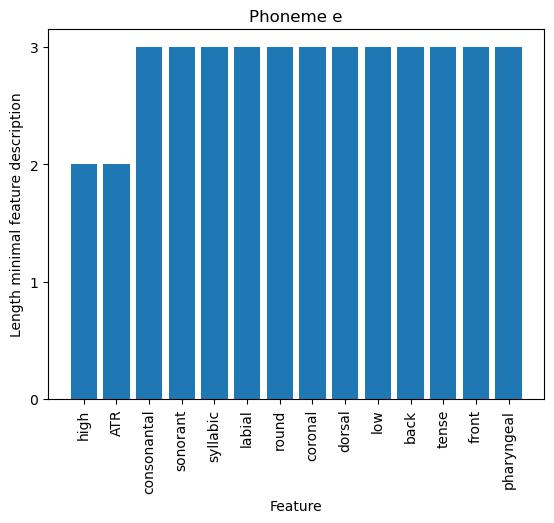 Phoneme e
Length minimal feature description
3
2
1
0
high
ATR
consonantal
sonorant
syllabic
labial
round
coronal
dorsal
low
back
tense
front
pharyngeal
Feature